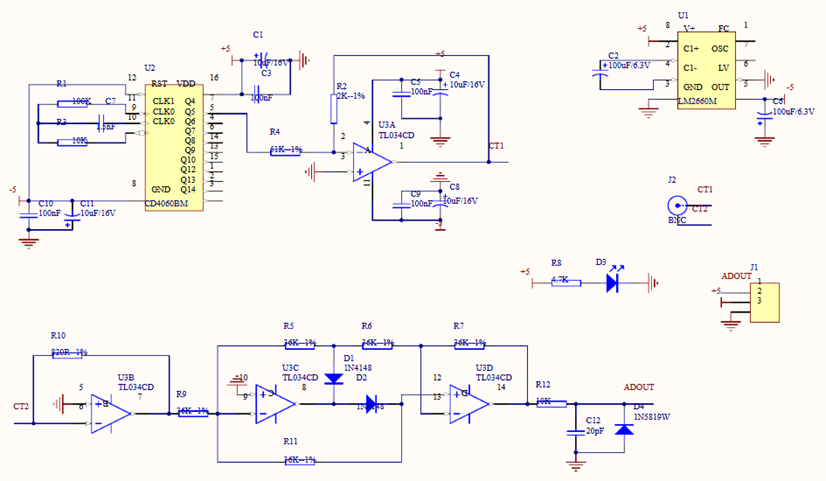 U1
+5
8
V+
FC
1
2
C1+
OSC
7
4
C1-
LV
6
3
GND
OUT
5
LM2660M
-5
C2
100uF/6.3V
C6
100uF/6.3V
C1
+5
10uF/16V
C3
100nF
U2
12
RST
VDD
16
11
CLK1
Q4
7
9
CLK0
Q5
5
10
CLK0
Q6
4
Q7
6
Q8
14
Q9
13
Q10
15
Q12
1
Q13
2
Q14
3
8
GND
CD4060BM
R1
100K
C7
R3
10K
-5
C10
100nF
C11
10uF/16V
R4
51K--1%
R2
2K--1%
+5
C5
100nF
C4
10uF/16V
U3A
TL034CD
4
2
3
A
1
11
CT1
C9
100nF
C8
10uF/16V
-5
J2
CT1
CT2
BNC
+5
R8
4.7K
D3
J1
ADOUT
1
+5
2
3
R10
820R--1%
U3B
TL034CD
5
6
B
7
CT2
R9
36K--1%
R5
36K--1%
R6
36K--1%
R7
36K--1%
D1
1N4148
D2
1N4148
U3C
TL034CD
10
9
C
8
R11
36K--1%
U3D
TL034CD
12
13
D
14
R12
10K
ADOUT
C12
20pF
D4
1N5819W